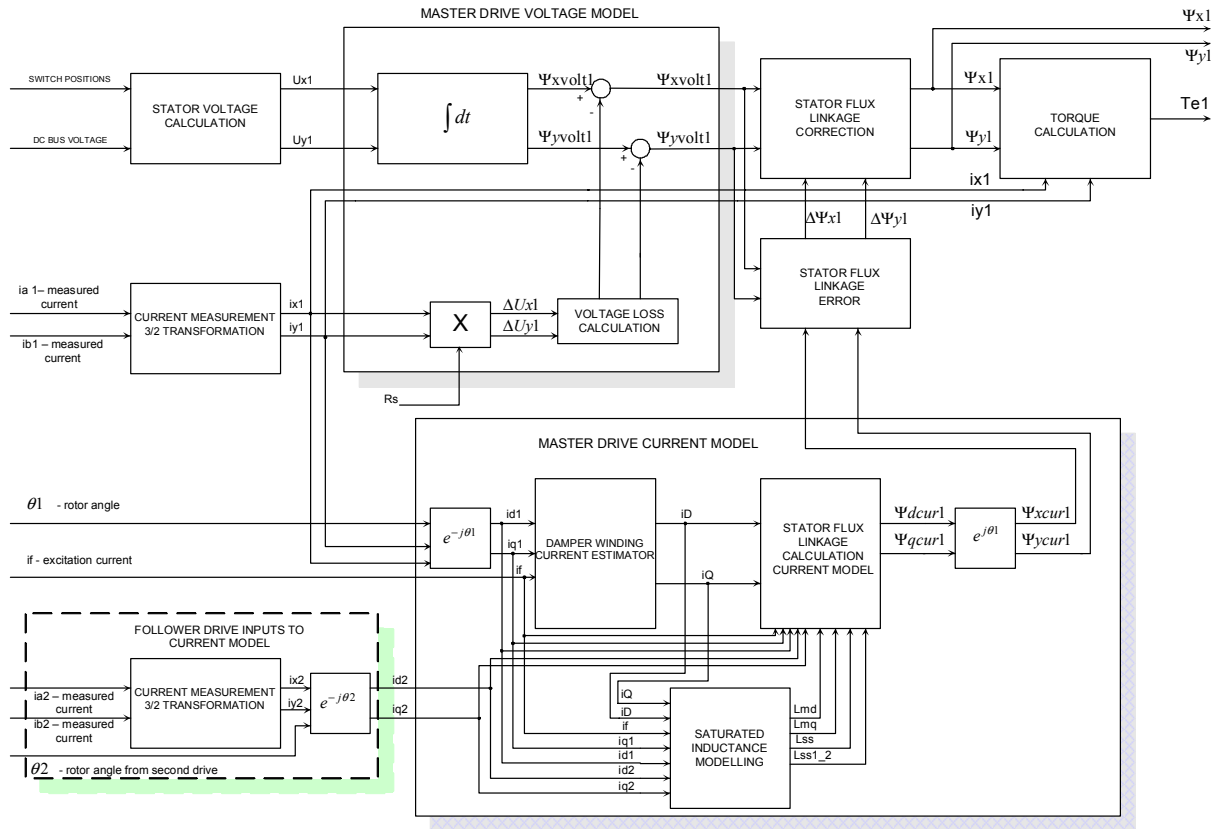 MASTER DRIVE VOLTAGE MODEL
Ψx1
Ψy1
SWITCH POSITIONS
Ux1
STATOR VOLTAGE
CALCULATION
DC BUS VOLTAGE
Uy1
∫dt
Ψxvolt1
+
-
Ψxvolt1
Ψyvolt1
+
-
Ψyvolt1
STATOR FLUX
LINKAGE
CORRECTION
Ψx1
Ψy1
TORQUE
CALCULATION
Te1
ix1
iy1
ΔΨx1
ΔΨy1
STATOR FLUX
LINKAGE
ERROR
ia 1– measured
current
ib1 – measured
current
CURRENT MEASUREMENT
3/2 TRANSFORMATION
ix1
iy1
X
ΔUx1
ΔUy1
VOLTAGE LOSS
CALCULATION
Rs
MASTER DRIVE CURRENT MODEL
θ1 - rotor angle
if - excitation current
e^{-jθ1}
id1
iq1
if
DAMPER WINDING
CURRENT ESTIMATOR
iD
iQ
STATOR FLUX
LINKAGE
CALCULATION
CURRENT MODEL
Ψdcur1
Ψqcur1
e^{jθ1}
Ψxcur1
Ψycur1
FOLLOWER DRIVE INPUTS TO
CURRENT MODEL
ia2 – measured
current
ib2 – measured
current
CURRENT MEASUREMENT
3/2 TRANSFORMATION
ix2
iy2
e^{-jθ2}
id2
iq2
θ2 - rotor angle from second drive
iQ
iD
if
iq1
id1
id2
iq2
SATURATED
INDUCTANCE
MODELLING
Lmd
Lmq
Lss
Lss1_2